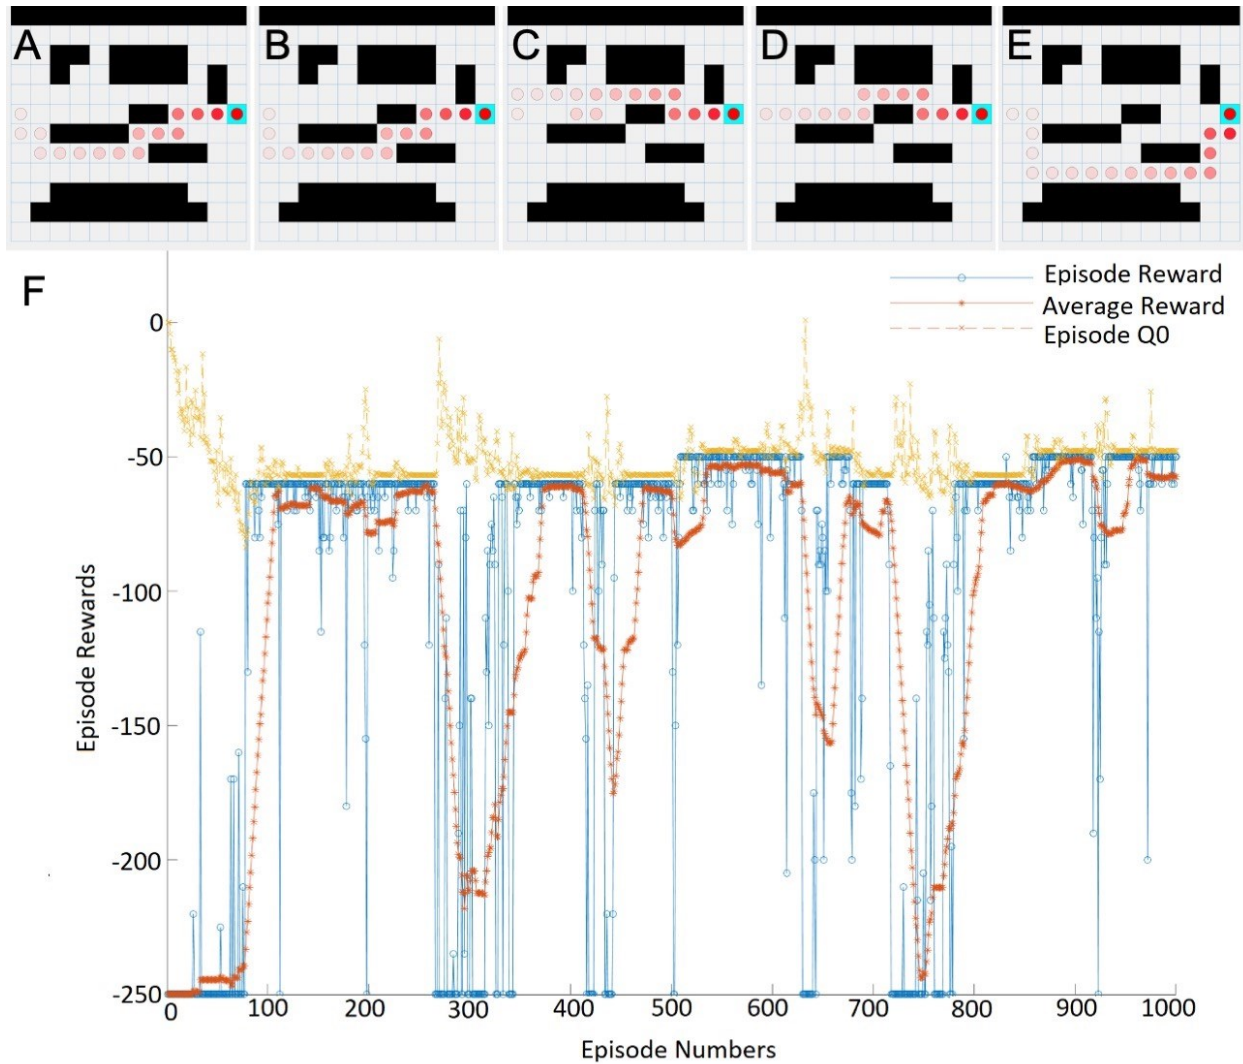 A B C D E
F
Episode Reward
Average Reward
Episode Q0
0
-50
-100
-150
-200
-250
Episode Rewards
0 100 200 300 400 500 600 700 800 900 1000
Episode Numbers